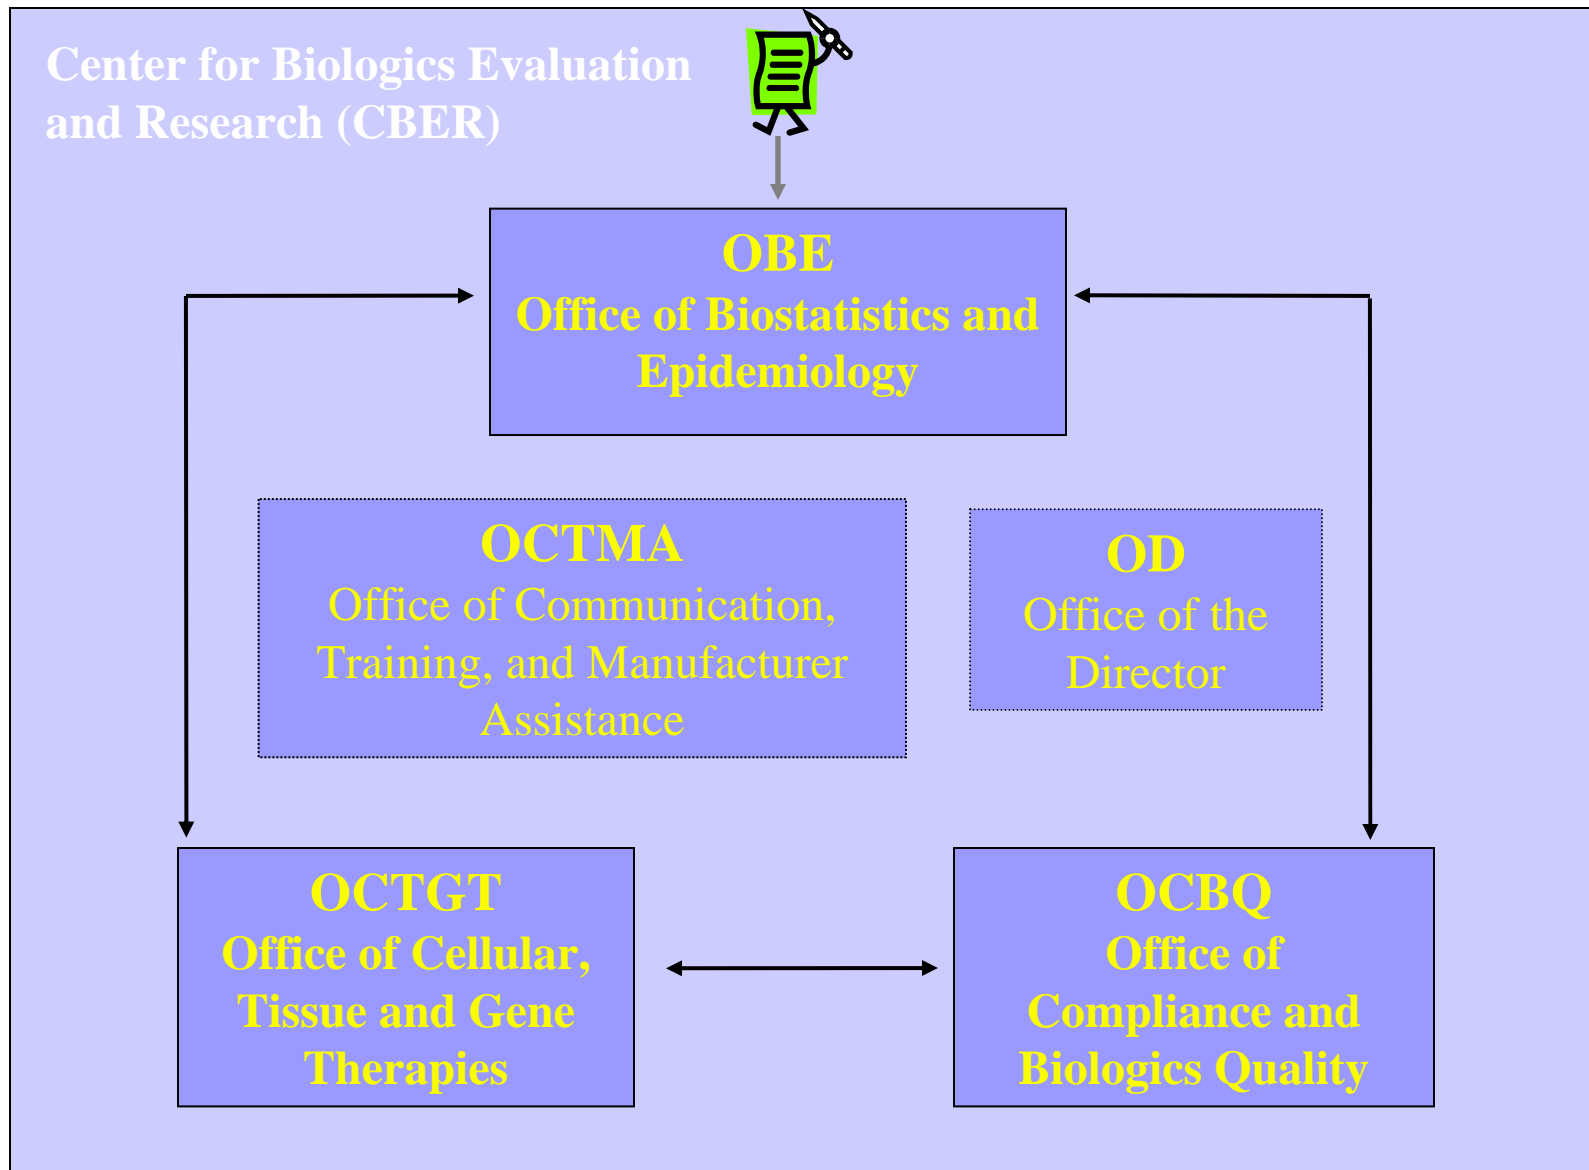 Center for Biologics Evaluation
and Research (CBER)
OBE
Office of Biostatistics and
Epidemiology
OCTMA
Office of Communication,
Training, and Manufacturer
Assistance
OD
Office of the
Director
OCTGT
Office of Cellular,
Tissue and Gene
Therapies
OCBQ
Office of
Compliance and
Biologics Quality